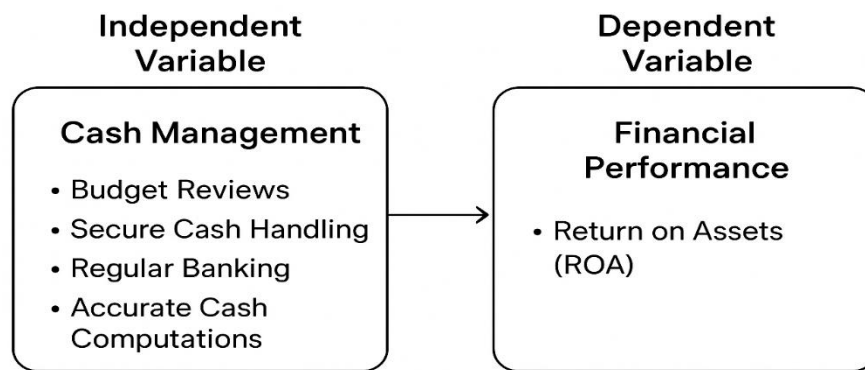 Independent
Variable
Cash Management
• Budget Reviews
• Secure Cash Handling
• Regular Banking
• Accurate Cash
Computations
Dependent
Variable
Financial
Performance
• Return on Assets
(ROA)